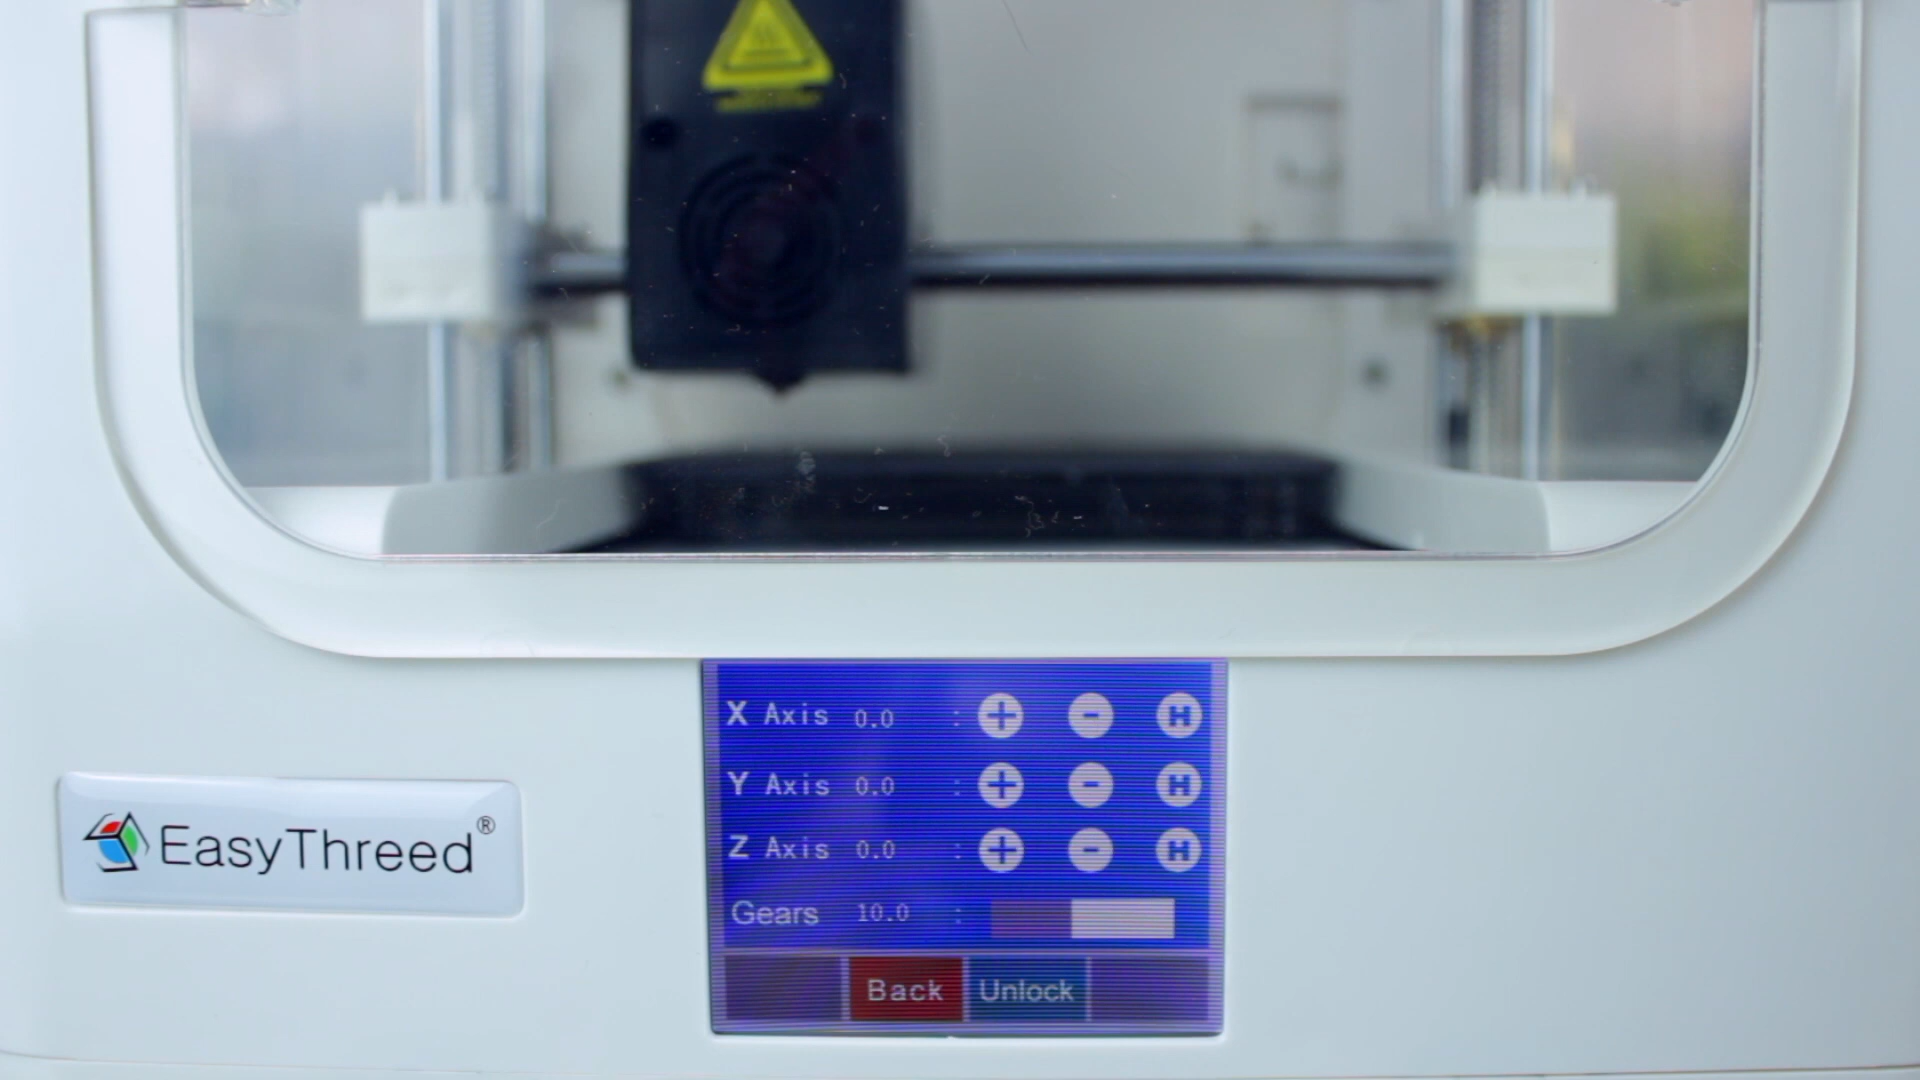 X Axis 0.0 : + - H
Y Axis 0.0 : + - H
Z Axis 0.0 : + - H
Gears 10.0 :
Back Unlock
EasyThreed®